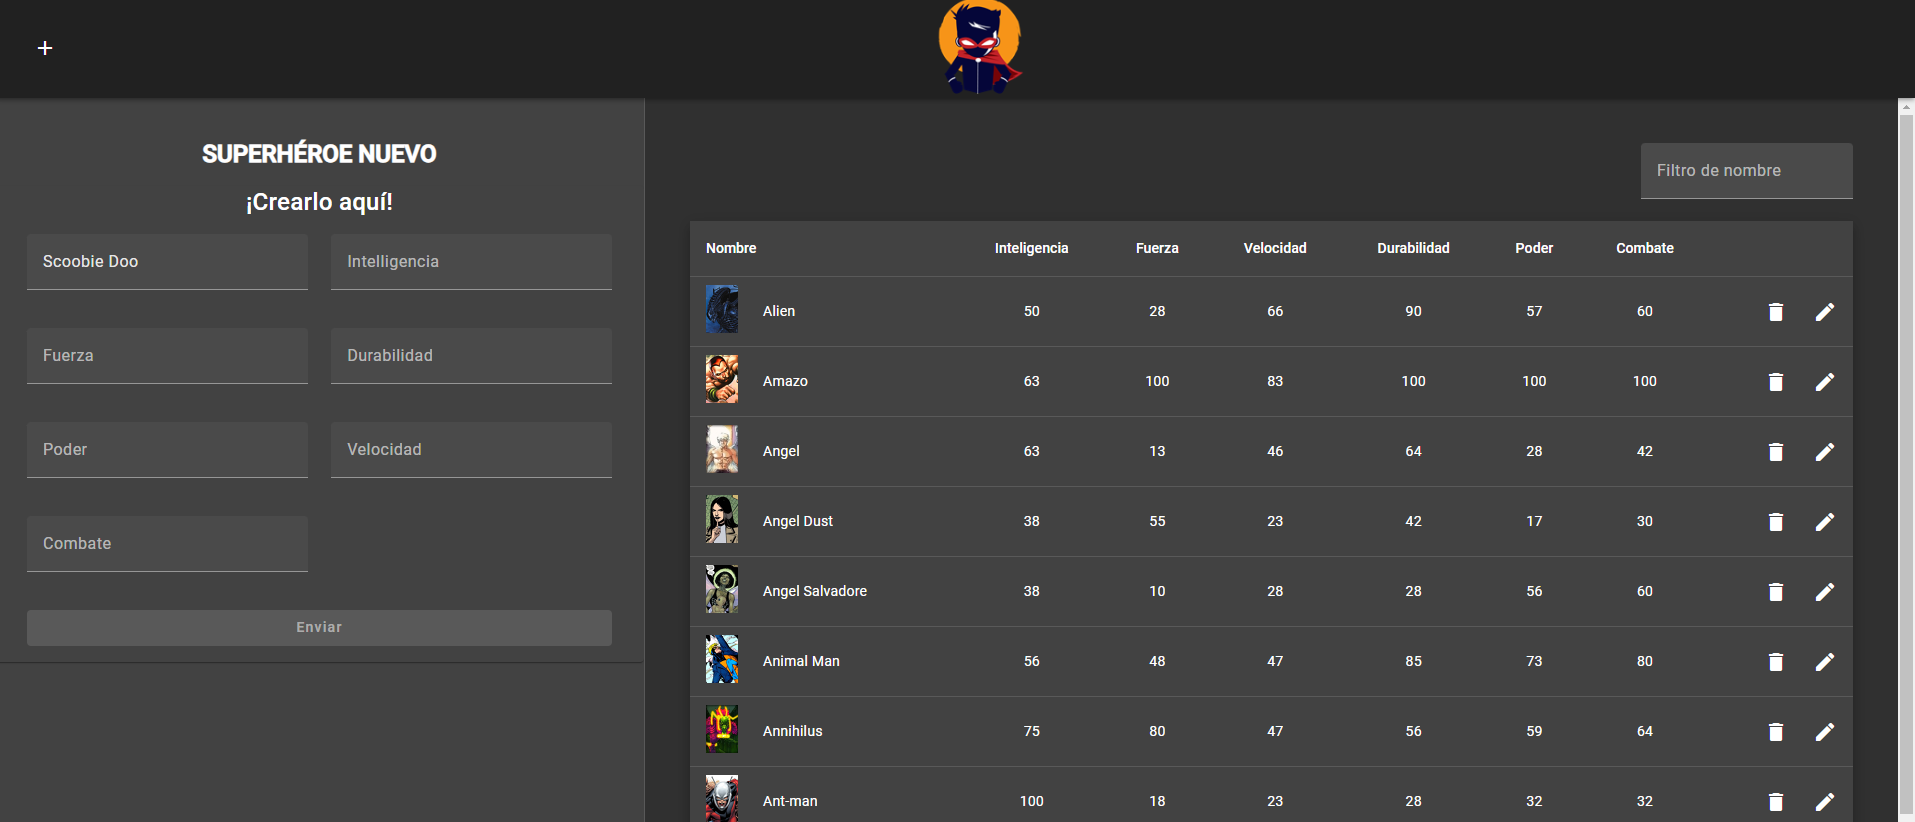 +
SUPERHÉROE NUEVO
¡Crearlo aquí!
Scoobie Doo Intelligencia
Fuerza Durabilidad
Poder Velocidad
Combate
Enviar
Filtro de nombre
Nombre Inteligencia Fuerza Velocidad Durabilidad Poder Combate
Alien 50 28 66 90 57 60
Amazo 63 100 83 100 100 100
Angel 63 13 46 64 28 42
Angel Dust 38 55 23 42 17 30
Angel Salvadore 38 10 28 28 56 60
Animal Man 56 48 47 85 73 80
Annihilus 75 80 47 56 59 64
Ant-man 100 18 23 28 32 32